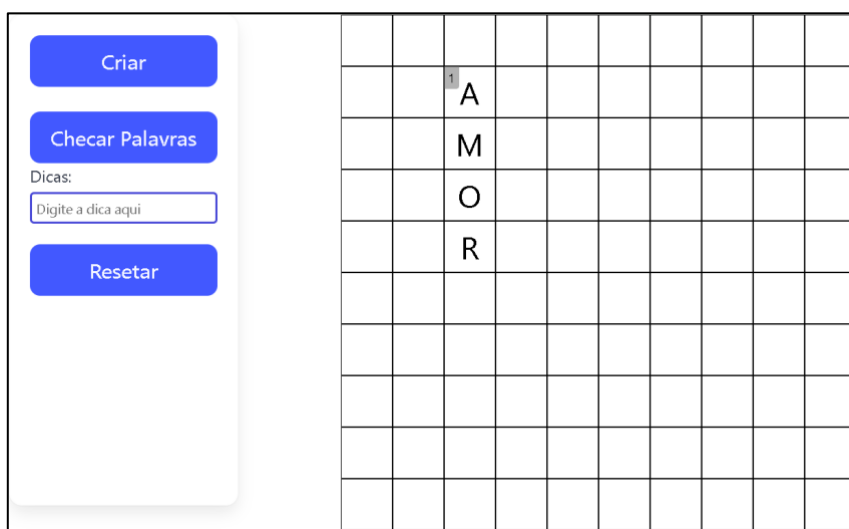 Criar
Checar Palavras
Dicas:
Digite a dica aqui
Resetar
1
A
M
O
R